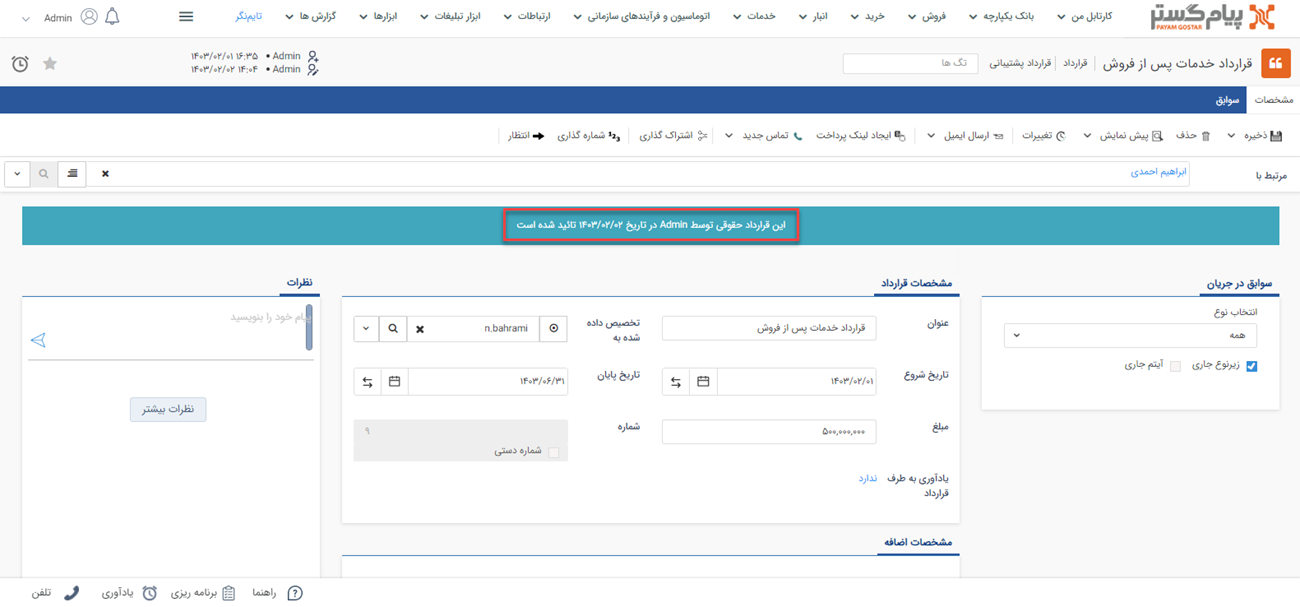 پیام‌گستر
PAYAM GOSTAR
کارتابل من
بانک یکپارچه
فروش
خرید
انبار
خدمات
اتوماسیون و فرآیندهای سازمانی
ارتباطات
ابزار تبلیغات
ابزارها
گزارش ها
تایم‌نگر
Admin
قرارداد خدمات پس از فروش
قرارداد
قرارداد پشتیبانی
تگ ها
Admin • ۱۴۰۳/۰۲/۰۱ ۱۶:۳۵
Admin • ۱۴۰۳/۰۲/۰۲ ۱۴:۰۴
مشخصات
سوابق
ذخیره
حذف
پیش نمایش
تغییرات
ارسال ایمیل
ایجاد لینک پرداخت
تماس جدید
اشتراک گذاری
شماره گذاری
انتظار
مرتبط با
ابراهیم احمدی
این قرارداد حقوقی توسط Admin در تاریخ ۱۴۰۳/۰۲/۰۲ تائید شده است
سوابق در جریان
انتخاب نوع
همه
زیرنوع جاری
آیتم جاری
مشخصات قرارداد
عنوان
قرارداد خدمات پس از فروش
تخصیص داده
شده به
n.bahrami
تاریخ شروع
۱۴۰۳/۰۲/۰۱
تاریخ پایان
۱۴۰۳/۰۶/۳۱
مبلغ
۵۰۰,۰۰۰,۰۰۰
شماره
۹
شماره دستی
یادآوری به طرف
قرارداد
ندارد
مشخصات اضافه
نظرات
پیام خود را بنویسید
نظرات بیشتر
راهنما
برنامه ریزی
یادآوری
تلفن